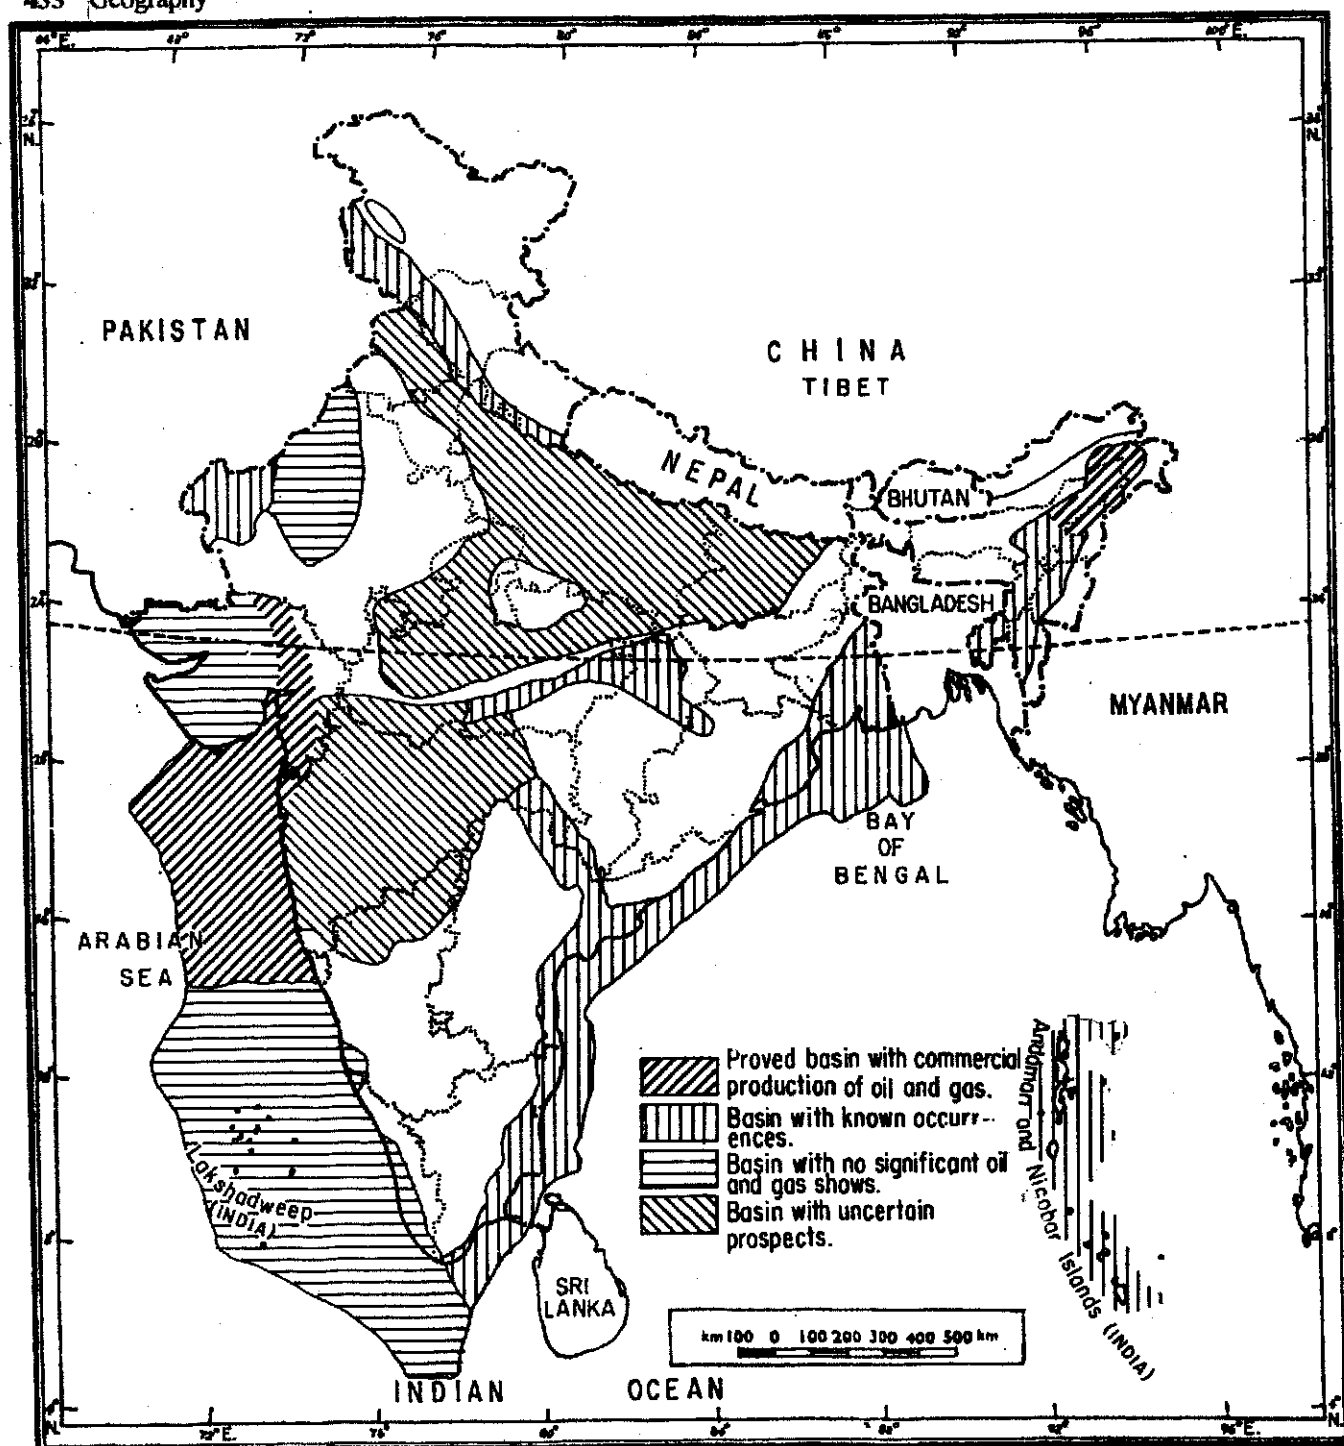 433 Geography
PAKISTAN
CHINA
TIBET
NEPAL
BHUTAN
BANGLADESH
MYANMAR
BAY
OF
BENGAL
ARABIAN
SEA
Lakshadweep
(INDIA)
Proved basin with commercial
production of oil and gas.
Basin with known occurr--
ences.
Basin with no significant oil
and gas shows.
Basin with uncertain
prospects.
Andaman and Nicobar Islands (INDIA)
SRI
LANKA
km 100 0 100 200 300 400 500 km
INDIAN OCEAN